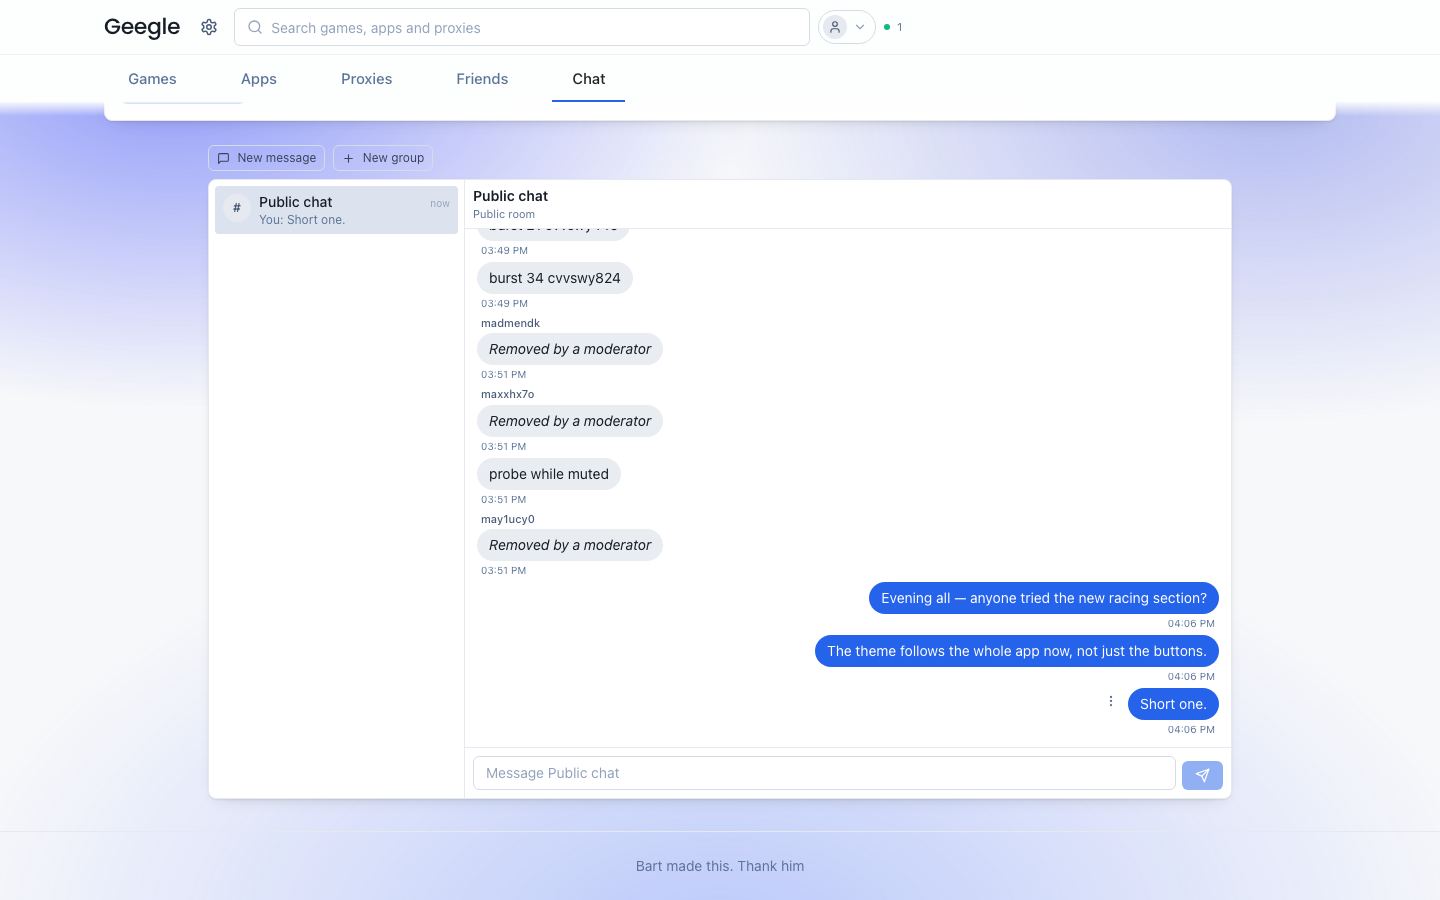 Geegle
Search games, apps and proxies
1
Games
Apps
Proxies
Friends
Chat
New message
New group
#
Public chat
now
You: Short one.
Public chat
Public room
03:49 PM
burst 34 cvvswy824
03:49 PM
madmendk
Removed by a moderator
03:51 PM
maxxhx7o
Removed by a moderator
03:51 PM
probe while muted
03:51 PM
may1ucy0
Removed by a moderator
03:51 PM
Evening all — anyone tried the new racing section?
04:06 PM
The theme follows the whole app now, not just the buttons.
04:06 PM
Short one.
04:06 PM
Message Public chat
Bart made this. Thank him